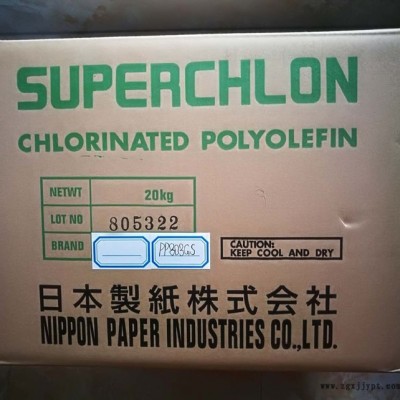 SUPERCHLON
CHLORINATED POLYOLEFIN
NETWT 20kg
LOT NO 805322
BRAND
CAUTION:
KEEP COOL AND DRY
日本製紙株式会社
NIPPON PAPER INDUSTRIES CO.,LTD.